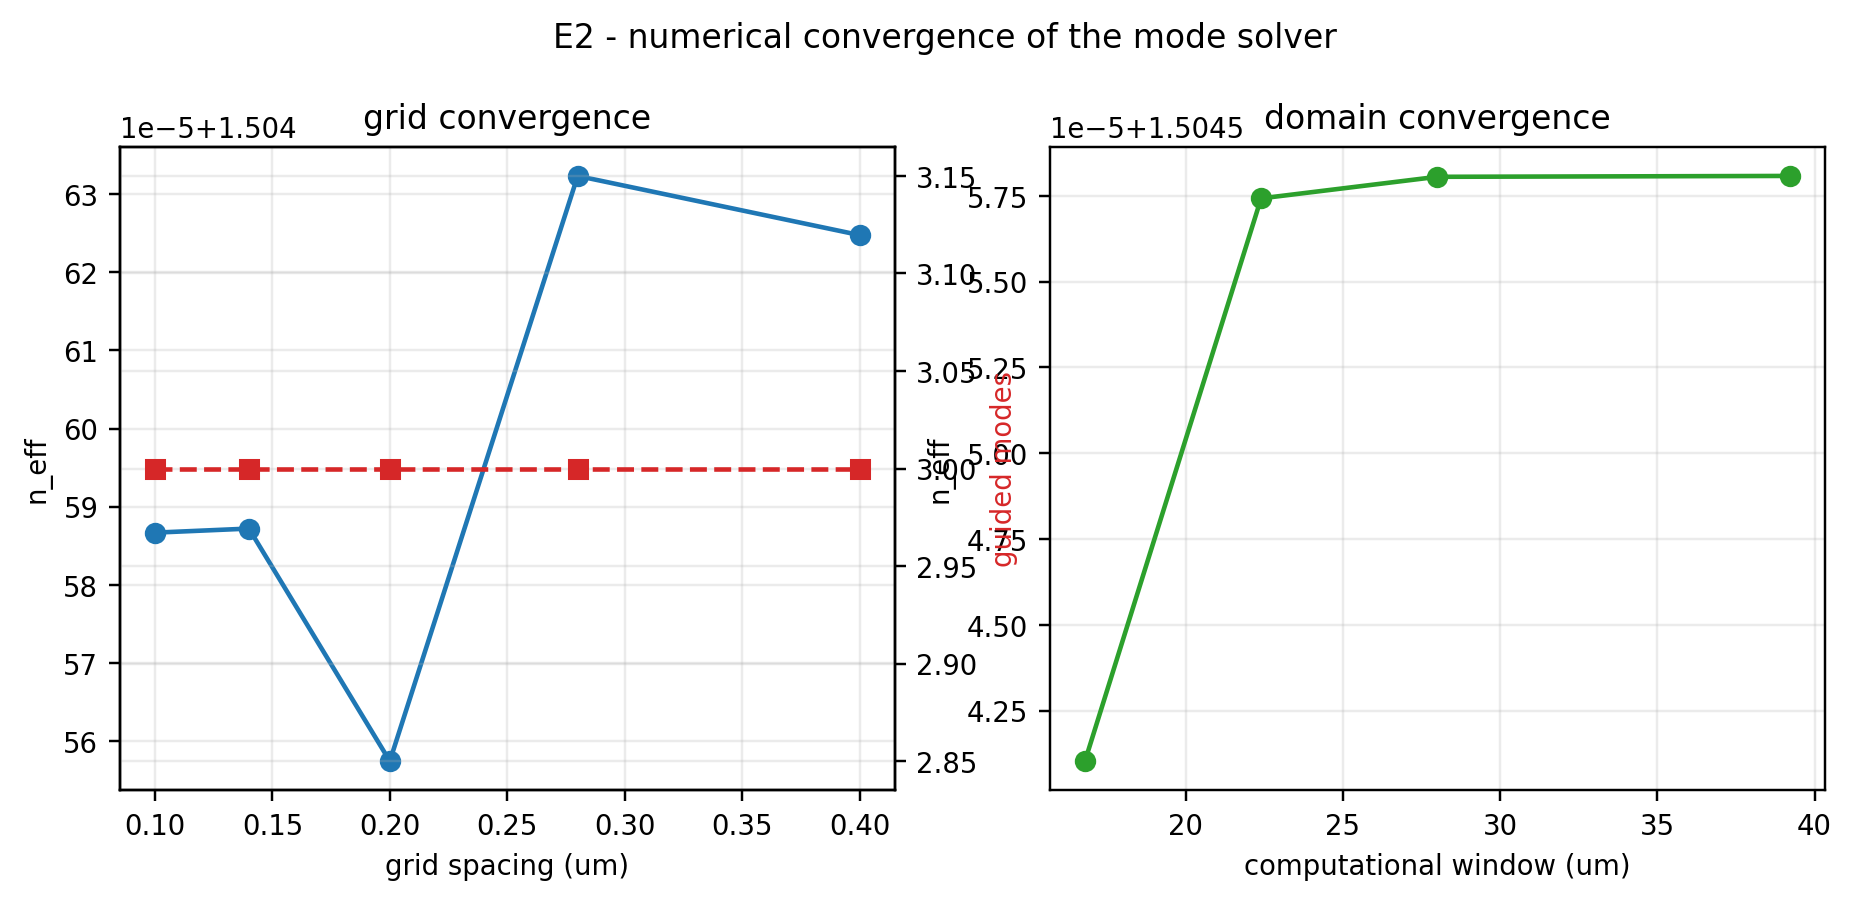 E2 - numerical convergence of the mode solver
grid convergence
1e−5+1.504
63
62
61
60
59
58
57
56
n_eff
3.15
3.10
3.05
3.00
2.95
2.90
2.85
guided modes
0.10 0.15 0.20 0.25 0.30 0.35 0.40
grid spacing (um)
domain convergence
1e−5+1.5045
5.75
5.50
5.25
5.00
4.75
4.50
4.25
n_eff
20 25 30 35 40
computational window (um)